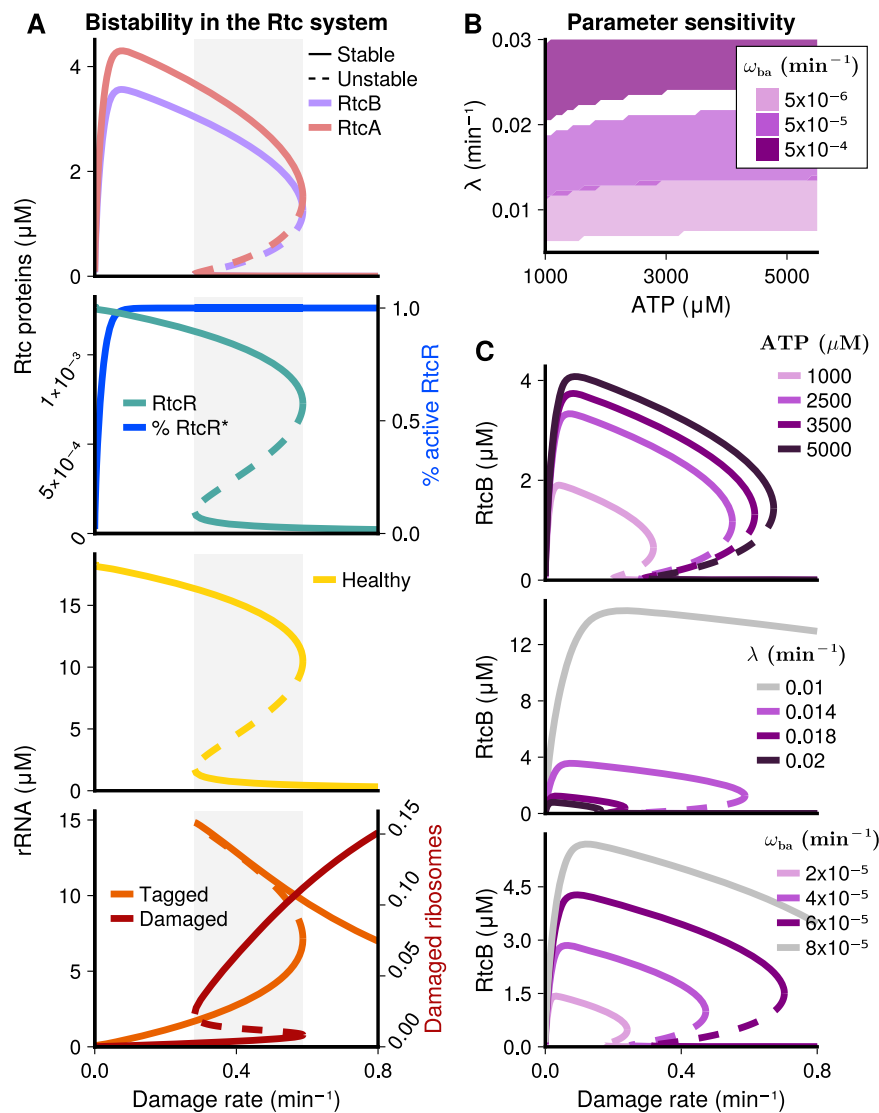 A
Bistability in the Rtc system
Stable
Unstable
RtcB
RtcA
4
2
0
Rtc proteins (μM)
1×10⁻³
5×10⁻⁴
0
RtcR
% RtcR*
1.0
0.5
0.0
% active RtcR
15
10
5
0
Healthy
rRNA (μM)
15
10
5
0
Tagged
Damaged
0.15
0.10
0.05
0.00
Damaged ribosomes
0.0
0.4
0.8
Damage rate (min⁻¹)
B
Parameter sensitivity
0.03
0.02
0.01
λ (min⁻¹)
ω_ba (min⁻¹)
5x10⁻⁶
5x10⁻⁵
5x10⁻⁴
1000
3000
5000
ATP (μM)
C
ATP (μM)
1000
2500
3500
5000
4
2
0
RtcB (μM)
12
8
4
0
RtcB (μM)
λ (min⁻¹)
0.01
0.014
0.018
0.02
4.5
3.0
1.5
0.0
RtcB (μM)
ω_ba (min⁻¹)
2x10⁻⁵
4x10⁻⁵
6x10⁻⁵
8x10⁻⁵
0.0
0.4
0.8
Damage rate (min⁻¹)